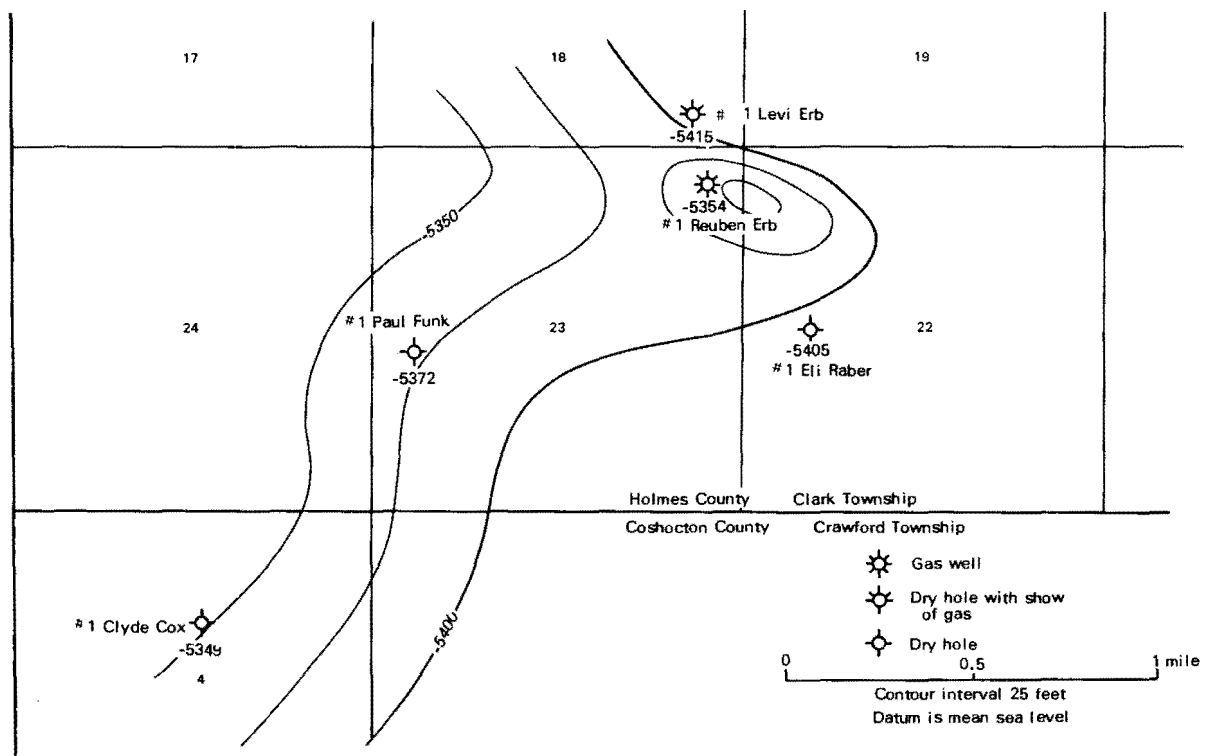 17
18
19
# 1 Levi Erb
-5415
-5354
#1 Reuben Erb
-5350
24
#1 Paul Funk
23
22
-5372
-5405
#1 Eli Raber
Holmes County Clark Township
Coshocton County Crawford Township
Gas well
Dry hole with show
of gas
Dry hole
#1 Clyde Cox
-5349
4
-5400
0 0.5 1 mile
Contour interval 25 feet
Datum is mean sea level